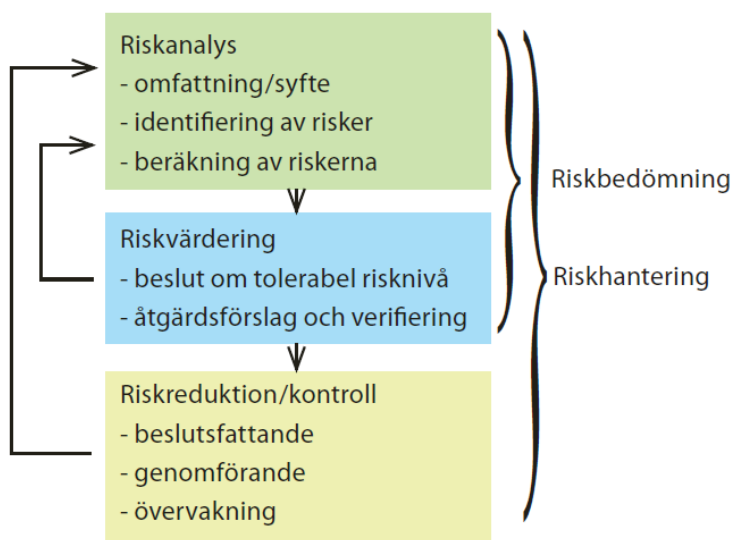 Riskanalys
- omfattning/syfte
- identifiering av risker
- beräkning av riskerna
Riskbedömning
Riskvärdering
- beslut om tolerabel risknivå
- åtgärdsförslag och verifiering
Riskhantering
Riskreduktion/kontroll
- beslutsfattande
- genomförande
- övervakning